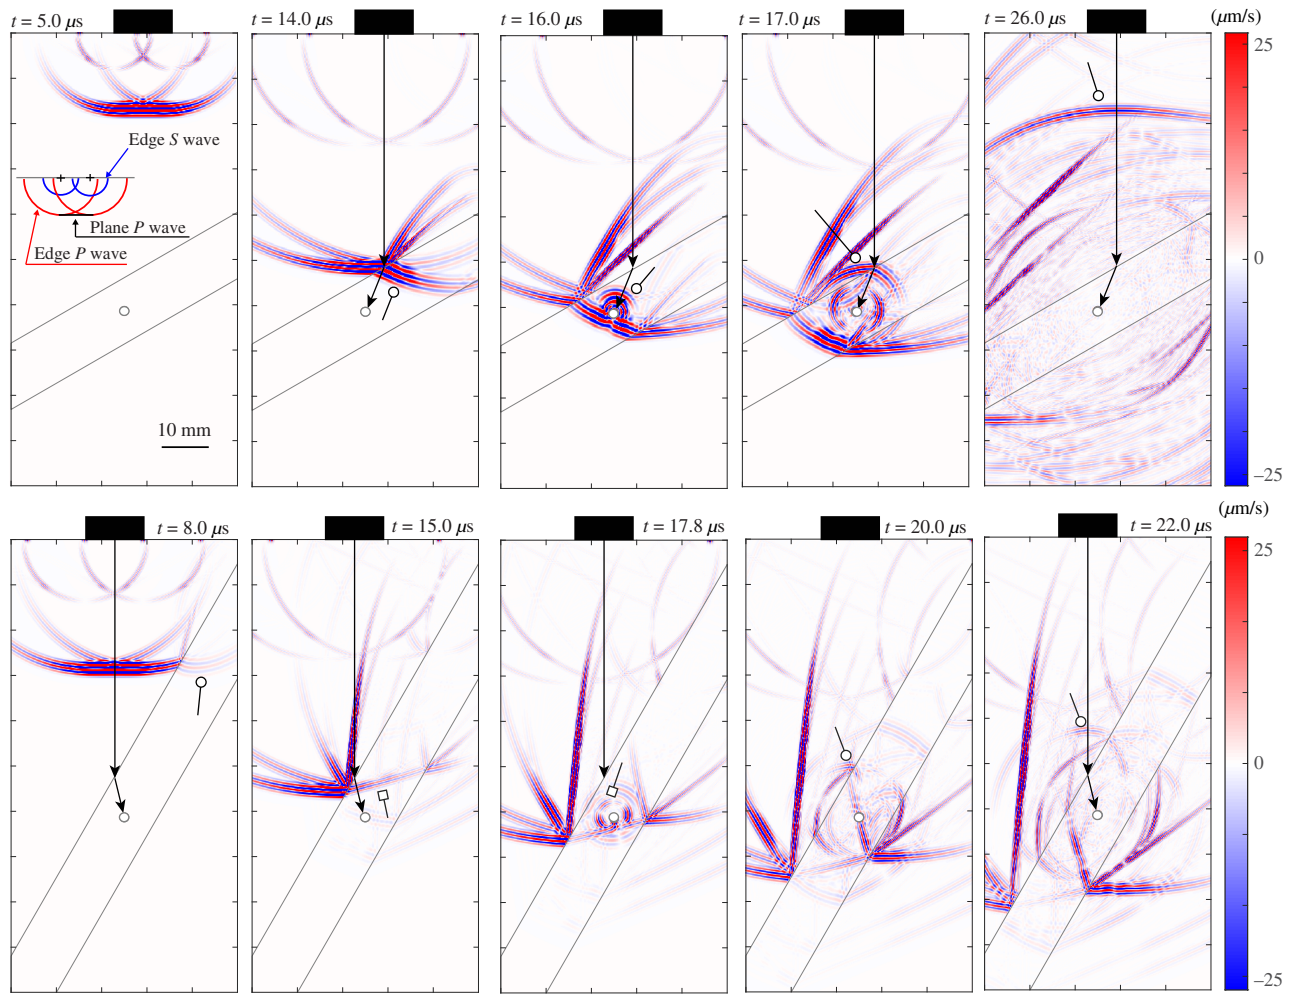 t = 5.0 μs
t = 14.0 μs
t = 16.0 μs
t = 17.0 μs
t = 26.0 μs
(μm/s)
25
0
−25
Edge S wave
Plane P wave
Edge P wave
10 mm
t = 8.0 μs
t = 15.0 μs
t = 17.8 μs
t = 20.0 μs
t = 22.0 μs
(μm/s)
25
0
−25